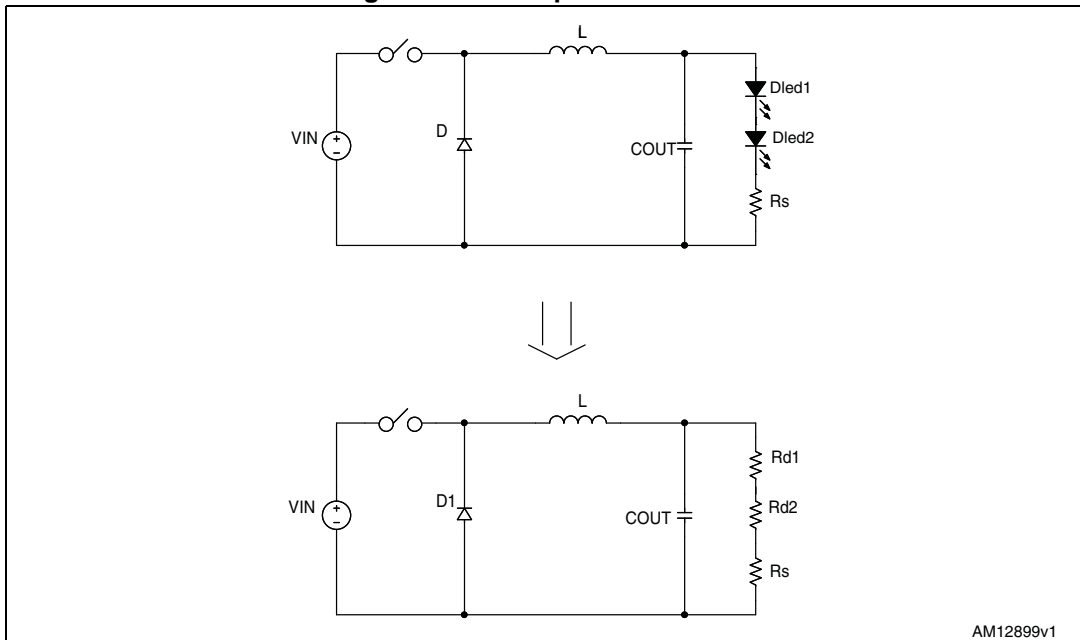 L
Dled1
D
VIN
+
-
COUT
Dled2
Rs
L
Rd1
D1
VIN
+
-
COUT
Rd2
Rs
AM12899v1